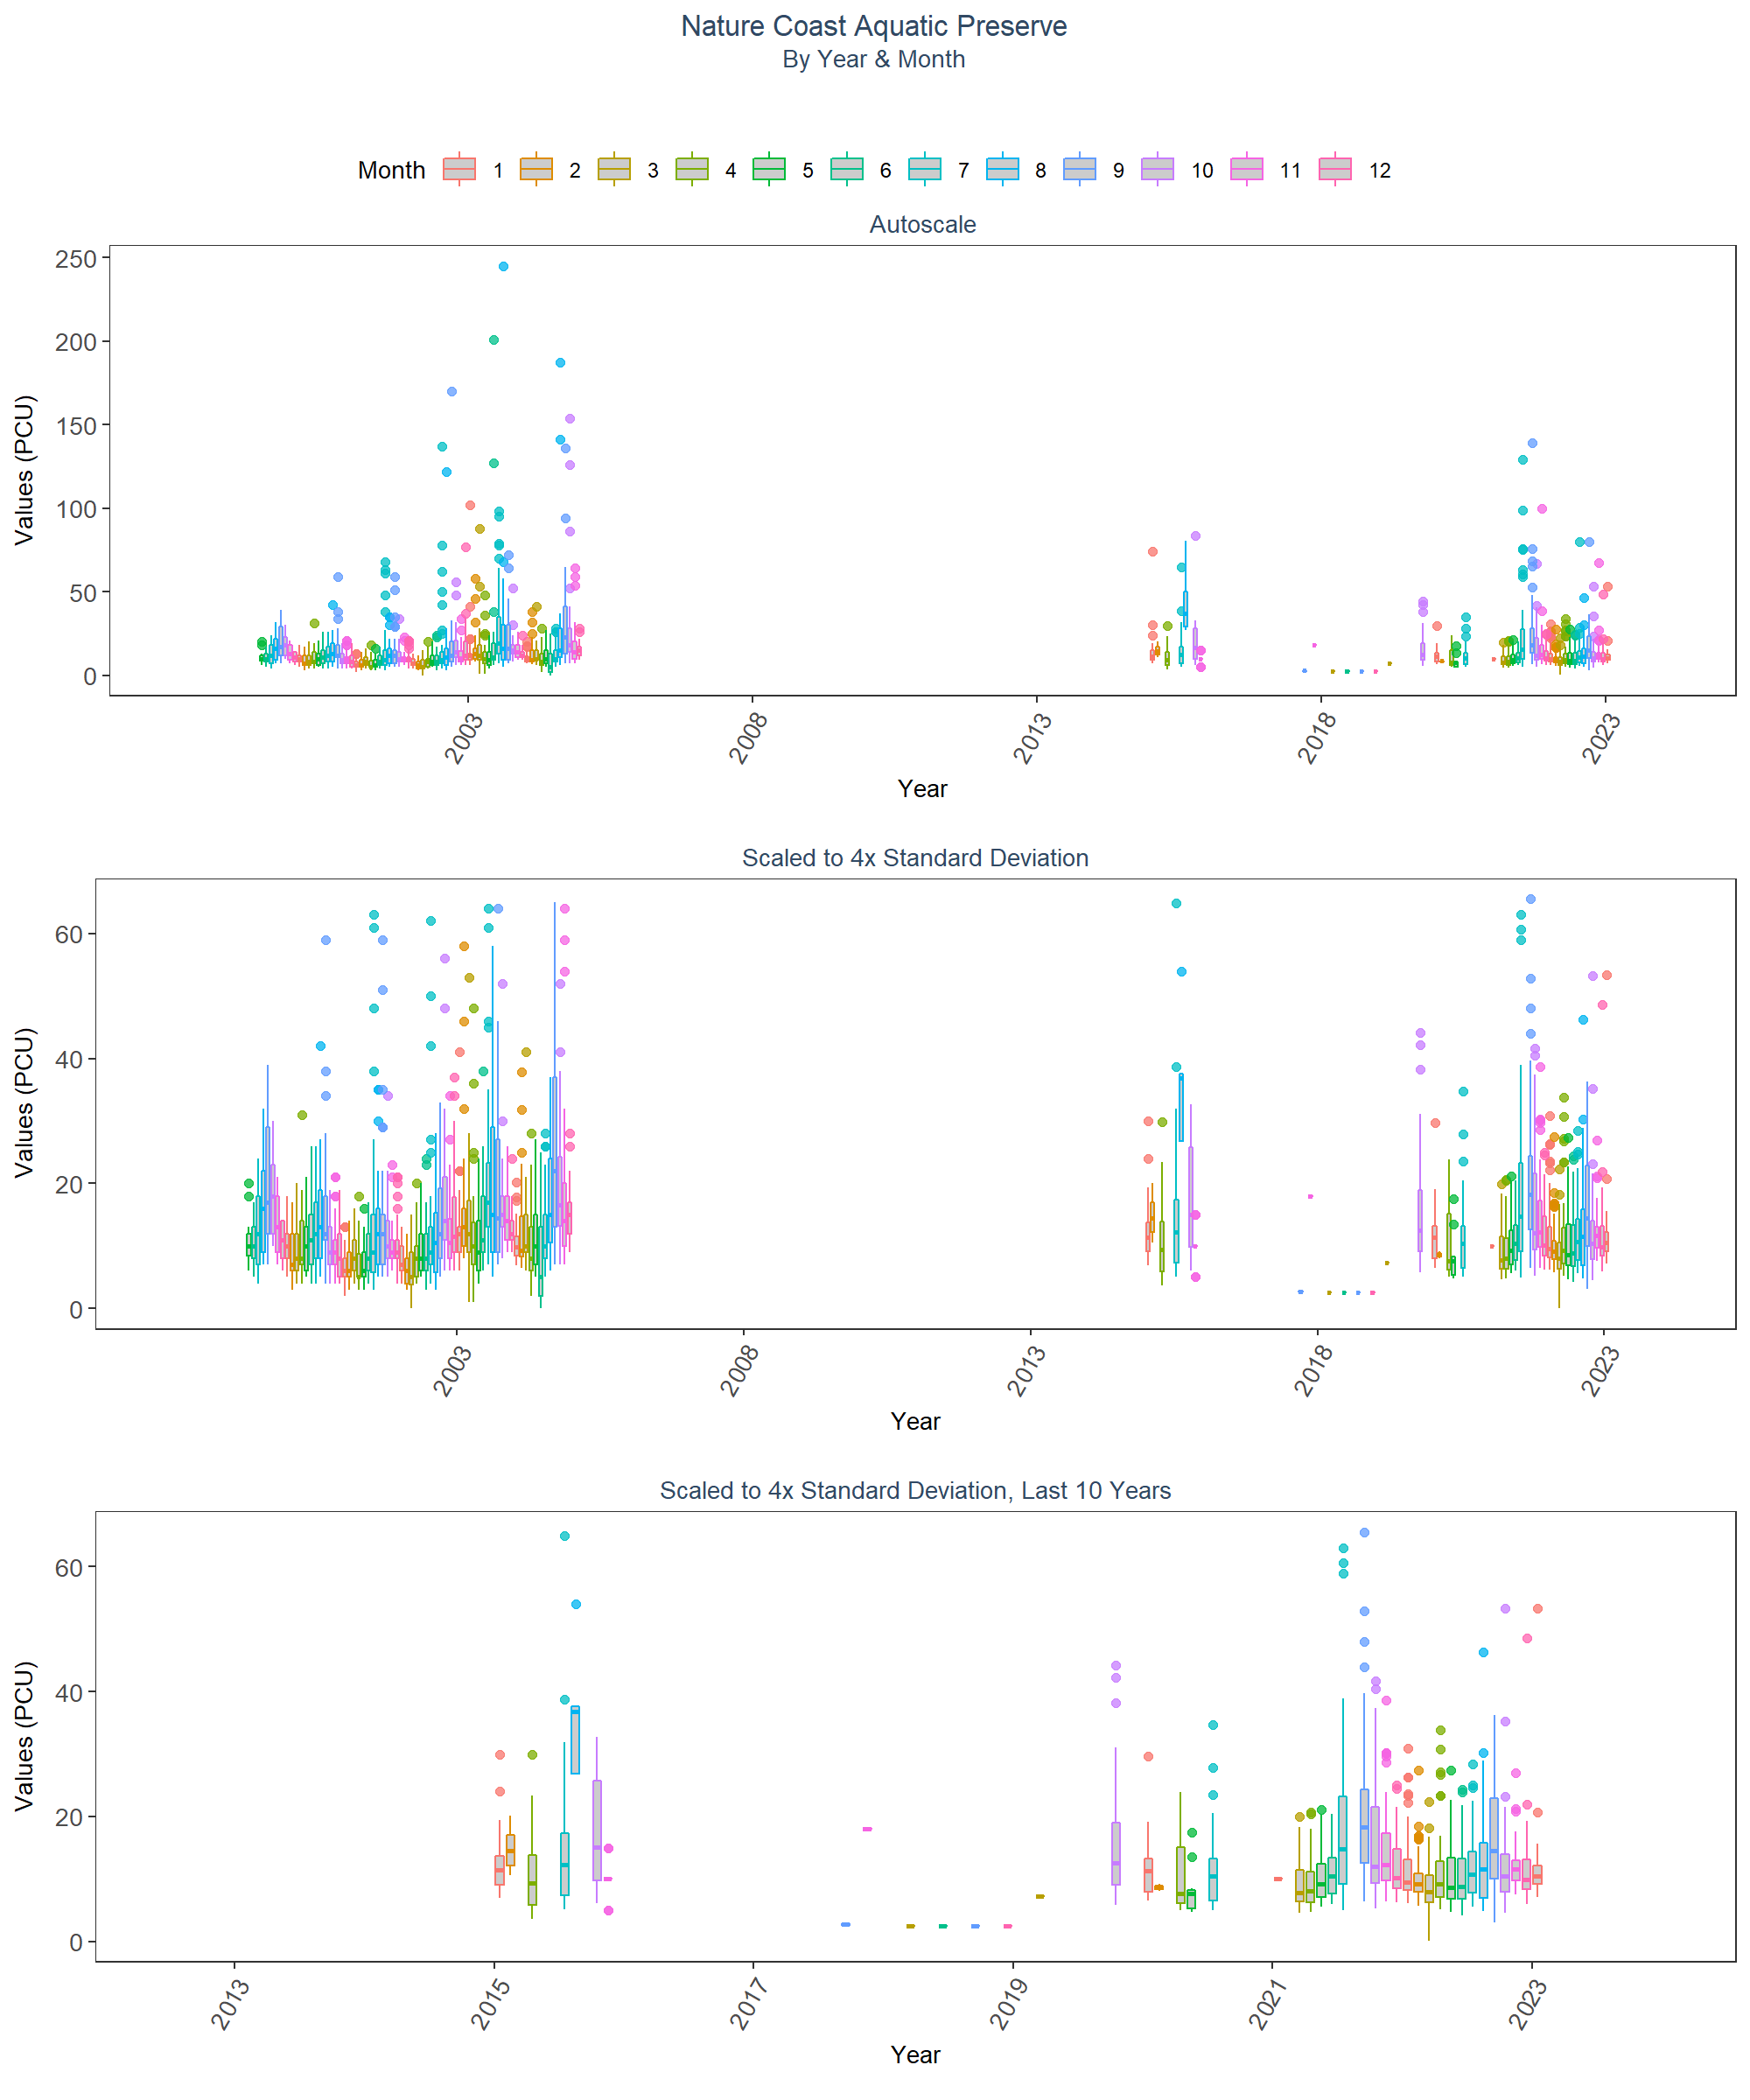 Nature Coast Aquatic Preserve
By Year & Month
Month 1 2 3 4 5 6 7 8 9 10 11 12
Autoscale
Values (PCU)
250
200
150
100
50
0
2003 2008 2013 2018 2023
Year
Scaled to 4x Standard Deviation
Values (PCU)
60
40
20
0
2003 2008 2013 2018 2023
Year
Scaled to 4x Standard Deviation, Last 10 Years
Values (PCU)
60
40
20
0
2013 2015 2017 2019 2021 2023
Year